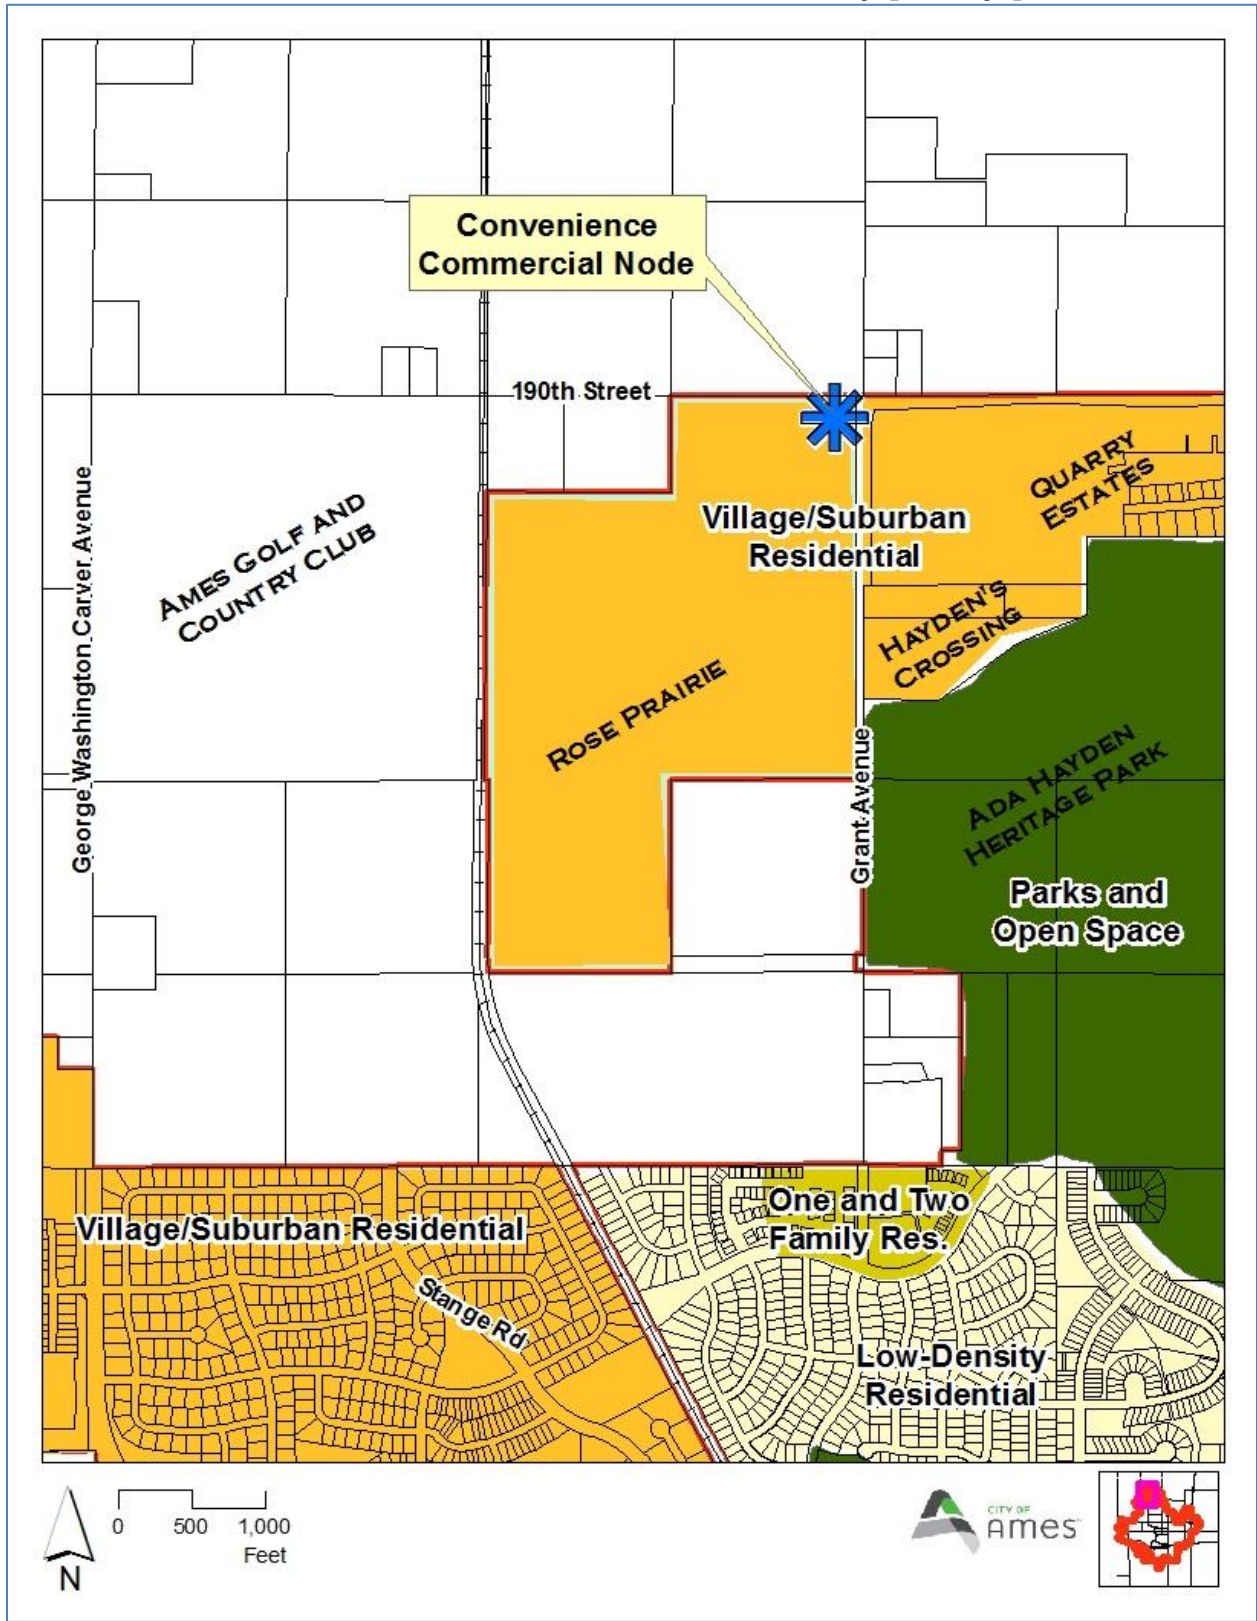 Convenience
Commercial Node
190th Street
QUARRY
ESTATES
Village/Suburban
Residential
George Washington Carver Avenue
AMES GOLF AND
COUNTRY CLUB
HAYDEN'S
CROSSING
ROSE PRAIRIE
Grant Avenue
ADA HAYDEN
HERITAGE PARK
Parks and
Open Space
Village/Suburban Residential
One and Two
Family Res.
Stange Rd
Low-Density
Residential
0 500 1,000
Feet
N
CITY OF
Ames